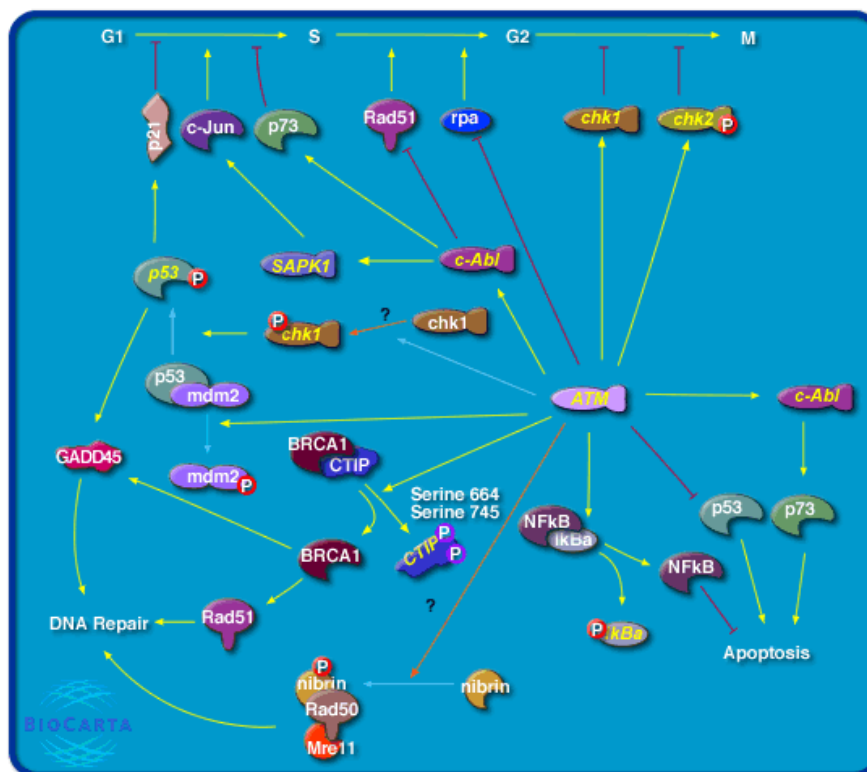 G1
S
G2
M
p21
c-Jun
p73
Rad51
rpa
chk1
chk2
P
p53
P
SAPK1
c-Abl
P
chk1
?
chk1
p53
mdm2
ATM
c-Abl
GADD45
mdm2
P
BRCA1
CTIP
Serine 664
Serine 745
P
P
CTIP
NFkB
IkBa
p53
p73
BRCA1
NFkB
DNA Repair
Rad51
?
P
IkBa
Apoptosis
P
nibrin
nibrin
Rad50
Mre11
BIOCARTA